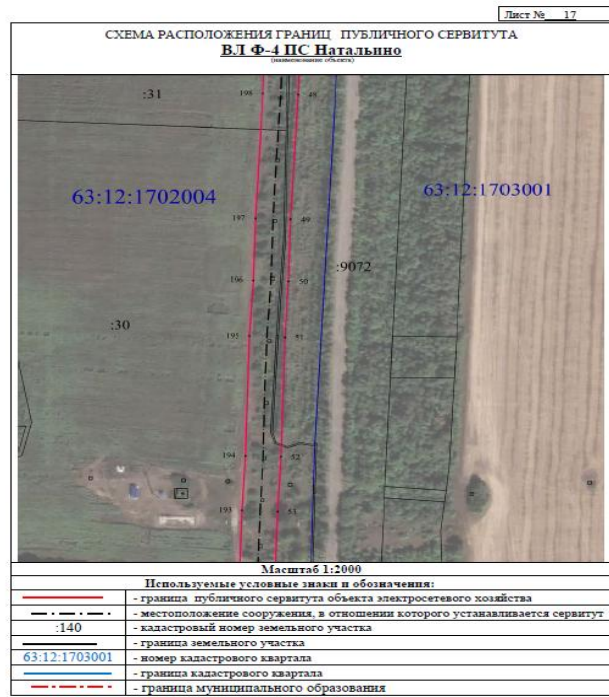 Лист № 17
СХЕМА РАСПОЛОЖЕНИЯ ГРАНИЦ ПУБЛИЧНОГО СЕРВИТУТА
ВЛ Ф-4 ПС Натальино
(наименование объекта)
:31
198
48
63:12:1702004
63:12:1703001
197
49
:9072
196
50
:30
195
51
194
52
193
53
Масштаб 1:2000
Используемые условные знаки и обозначения:
- граница публичного сервитута объекта электросетевого хозяйства
- местоположение сооружения, в отношении которого устанавливается сервитут
:140 - кадастровый номер земельного участка
- граница земельного участка
63:12:1703001 - номер кадастрового квартала
- граница кадастрового квартала
- граница муниципального образования